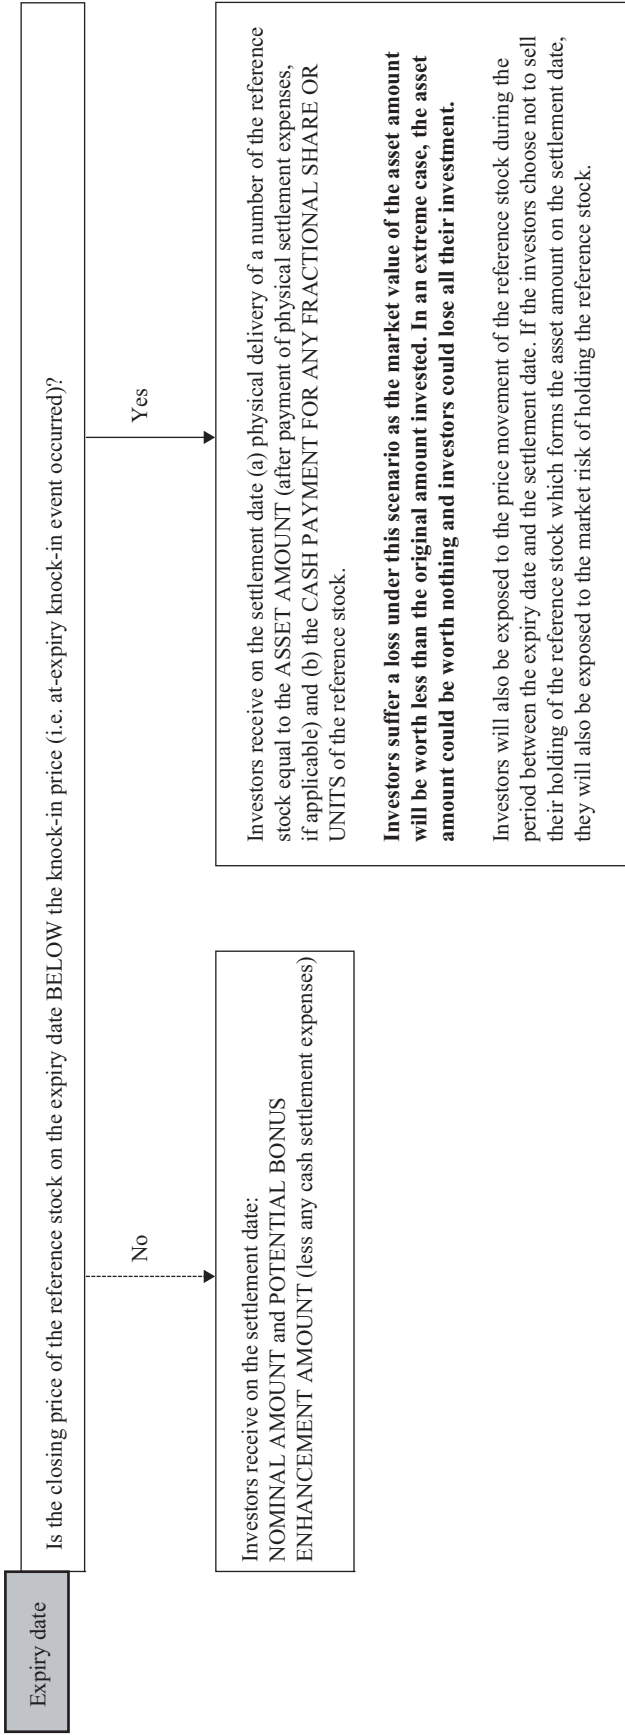 Expiry date
Is the closing price of the reference stock on the expiry date BELOW the knock-in price (i.e. at-expiry knock-in event occurred)?
No
Yes
Investors receive on the settlement date:
NOMINAL AMOUNT and POTENTIAL BONUS
ENHANCEMENT AMOUNT (less any cash settlement expenses)
Investors receive on the settlement date (a) physical delivery of a number of the reference
stock equal to the ASSET AMOUNT (after payment of physical settlement expenses,
if applicable) and (b) the CASH PAYMENT FOR ANY FRACTIONAL SHARE OR
UNITS of the reference stock.
Investors suffer a loss under this scenario as the market value of the asset amount
will be worth less than the original amount invested. In an extreme case, the asset
amount could be worth nothing and investors could lose all their investment.
Investors will also be exposed to the price movement of the reference stock during the
period between the expiry date and the settlement date. If the investors choose not to sell
their holding of the reference stock which forms the asset amount on the settlement date,
they will also be exposed to the market risk of holding the reference stock.